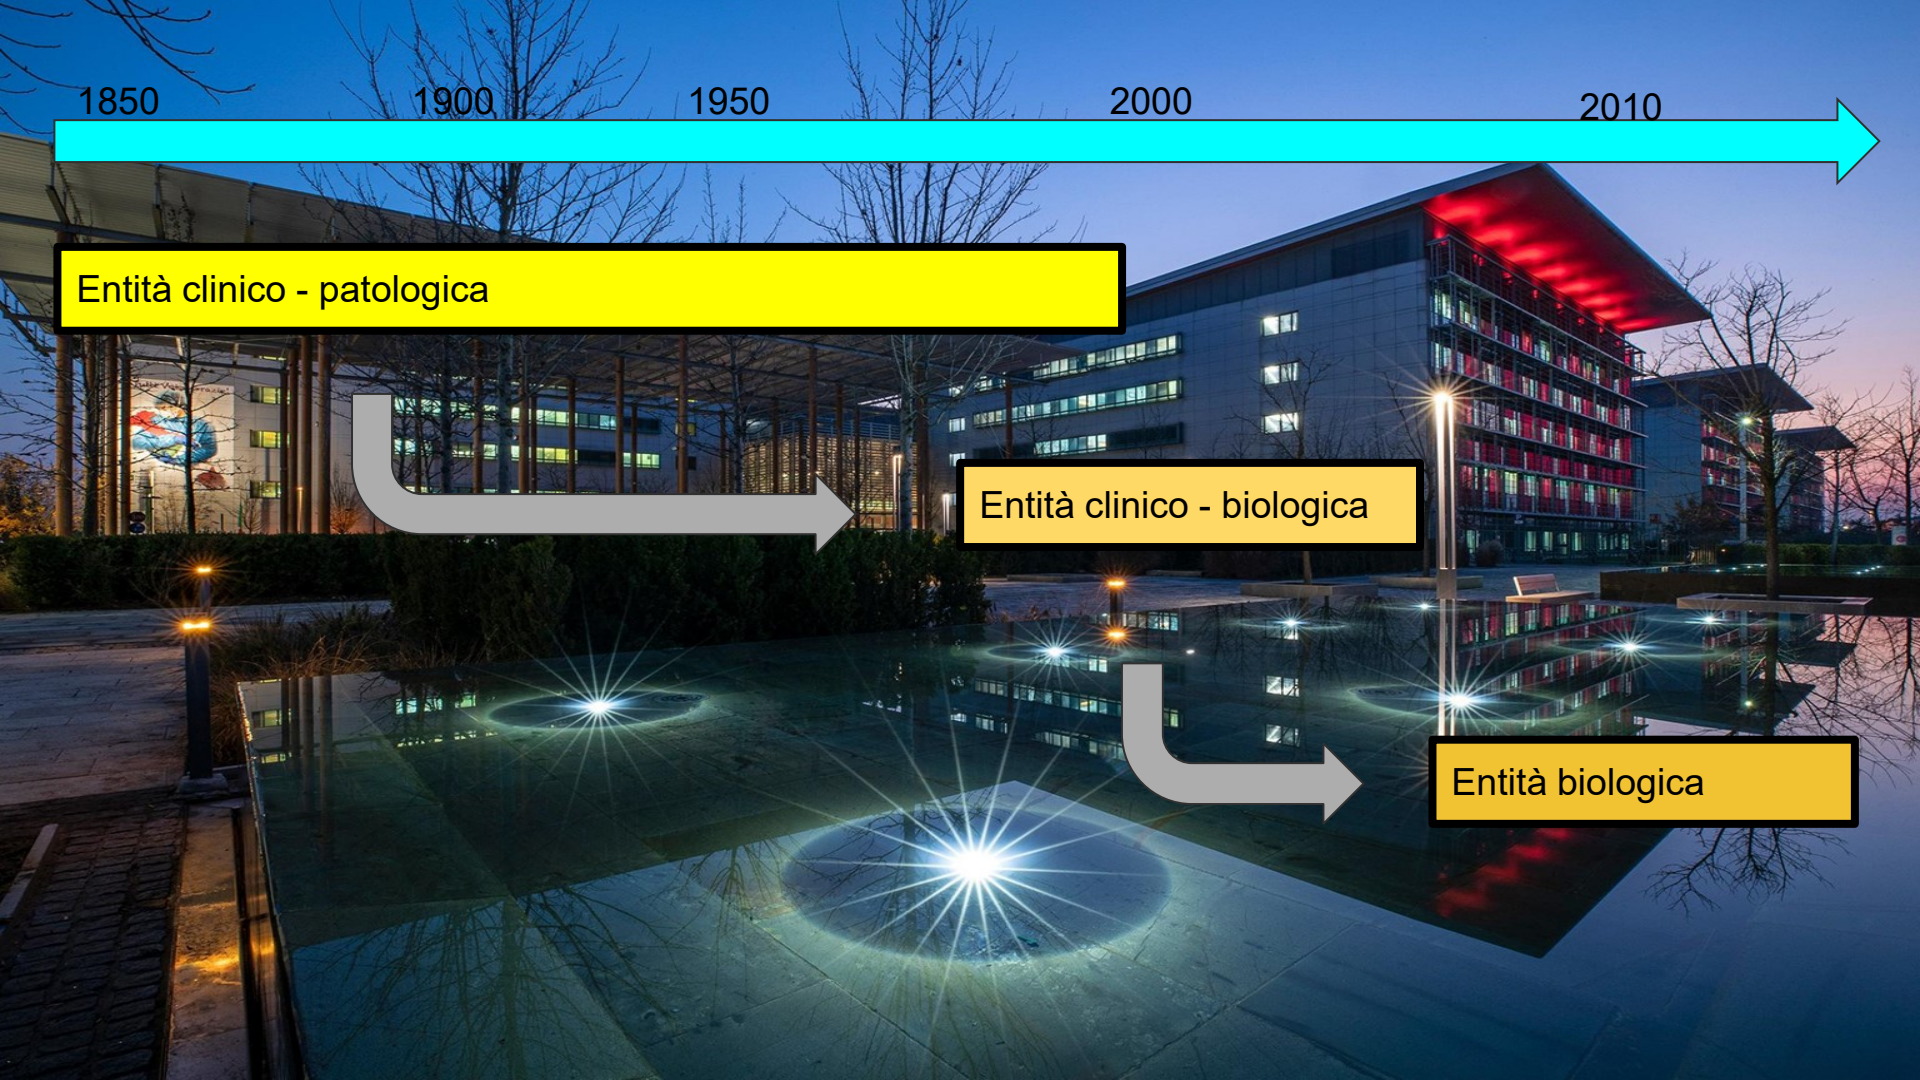 1850 1900 1950 2000 2010
Entità clinico - patologica
Entità clinico - biologica
Entità biologica